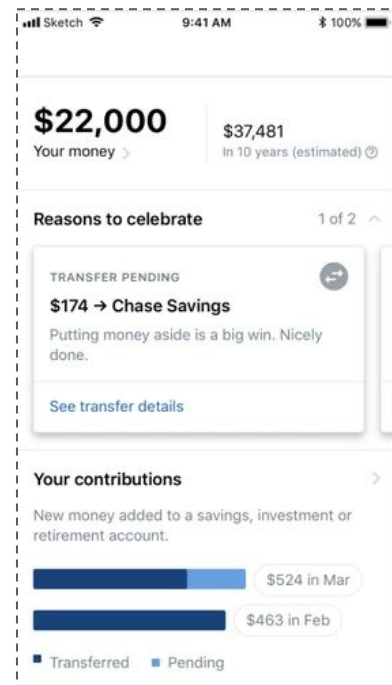 Sketch 9:41 AM 100%
$22,000 $37,481
Your money > In 10 years (estimated) ?
Reasons to celebrate 1 of 2
TRANSFER PENDING
$174 → Chase Savings
Putting money aside is a big win. Nicely
done.
See transfer details
Your contributions
New money added to a savings, investment or
retirement account.
$524 in Mar
$463 in Feb
Transferred Pending